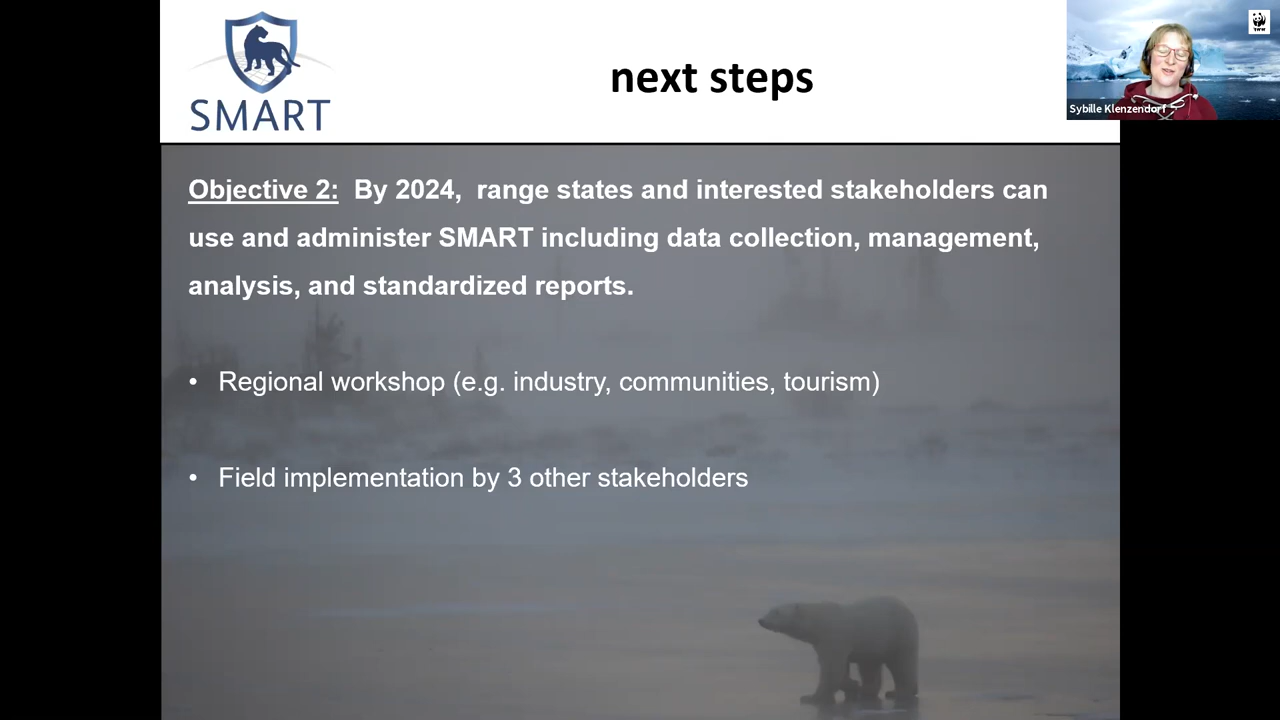 SMART
next steps
WWF
Sybille Klenzendorf
Objective 2: By 2024, range states and interested stakeholders can
use and administer SMART including data collection, management,
analysis, and standardized reports.
• Regional workshop (e.g. industry, communities, tourism)
• Field implementation by 3 other stakeholders